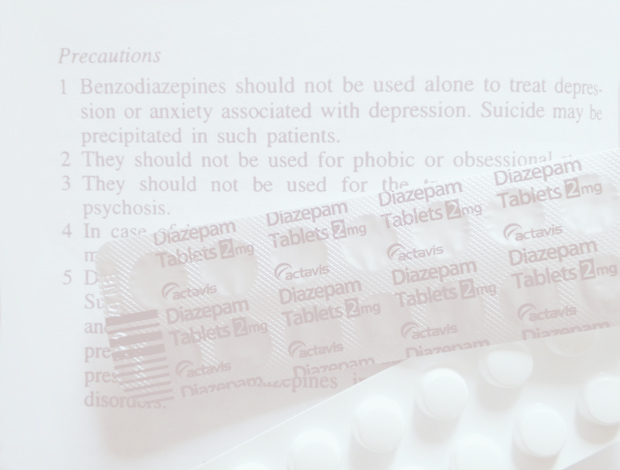 Precautions
1 Benzodiazepines should not be used alone to treat depres-
sion or anxiety associated with depression. Suicide may be
precipitated in such patients.
2 They should not be used for phobic or obsessional
3 They should not be used for the
psychosis.
4 In case of
5
disorders.
Diazepam Diazepam Diazepam Diazepam
Tablets 2mg Tablets 2mg Tablets 2mg Tablets 2mg
actavis actavis actavis actavis
Diazepam Diazepam Diazepam Diazepam
Tablets 2mg Tablets 2mg Tablets 2mg Tablets 2mg
actavis actavis actavis actavis
Diazepam Diazepam Diazepam Diazepam